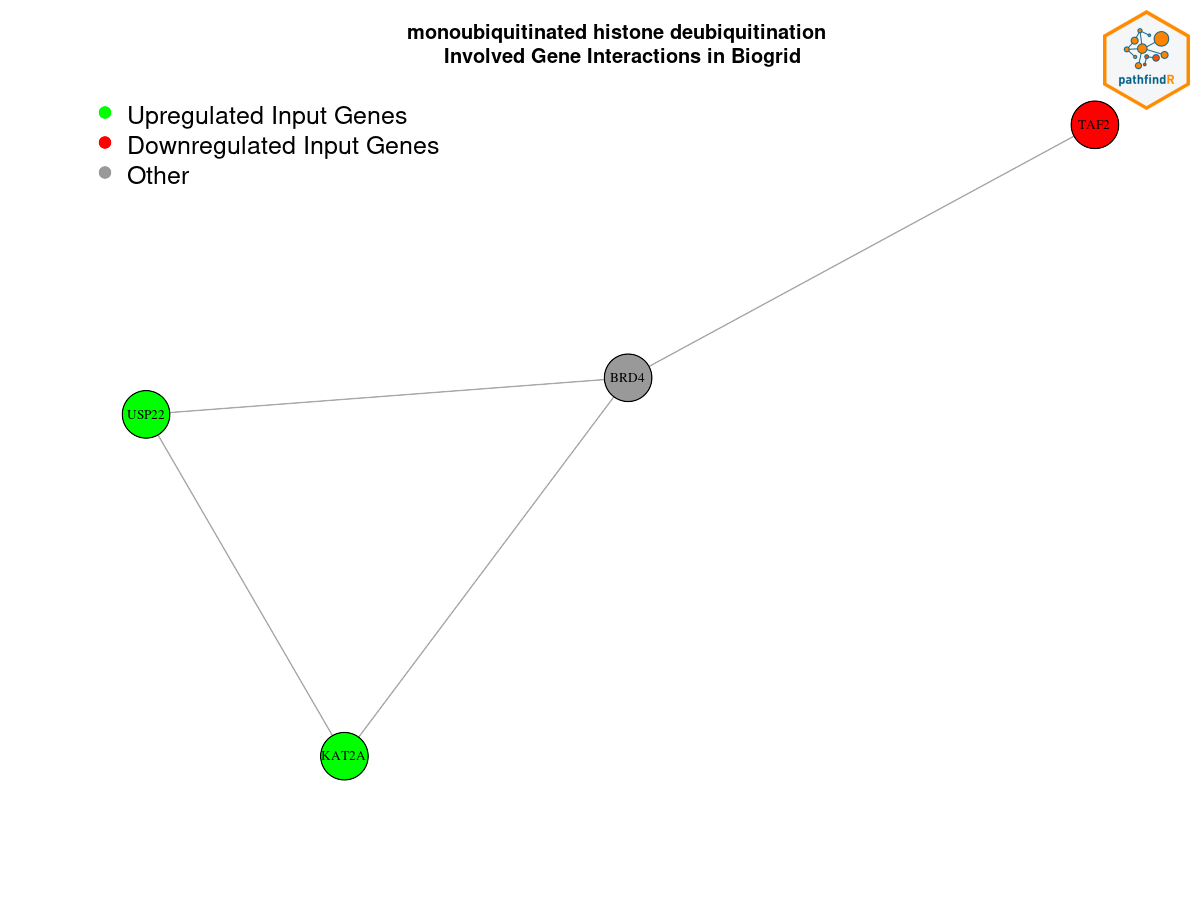 monoubiquitinated histone deubiquitination
Involved Gene Interactions in Biogrid
pathfindR
Upregulated Input Genes
Downregulated Input Genes
Other
TAF2
BRD4
USP22
KAT2A